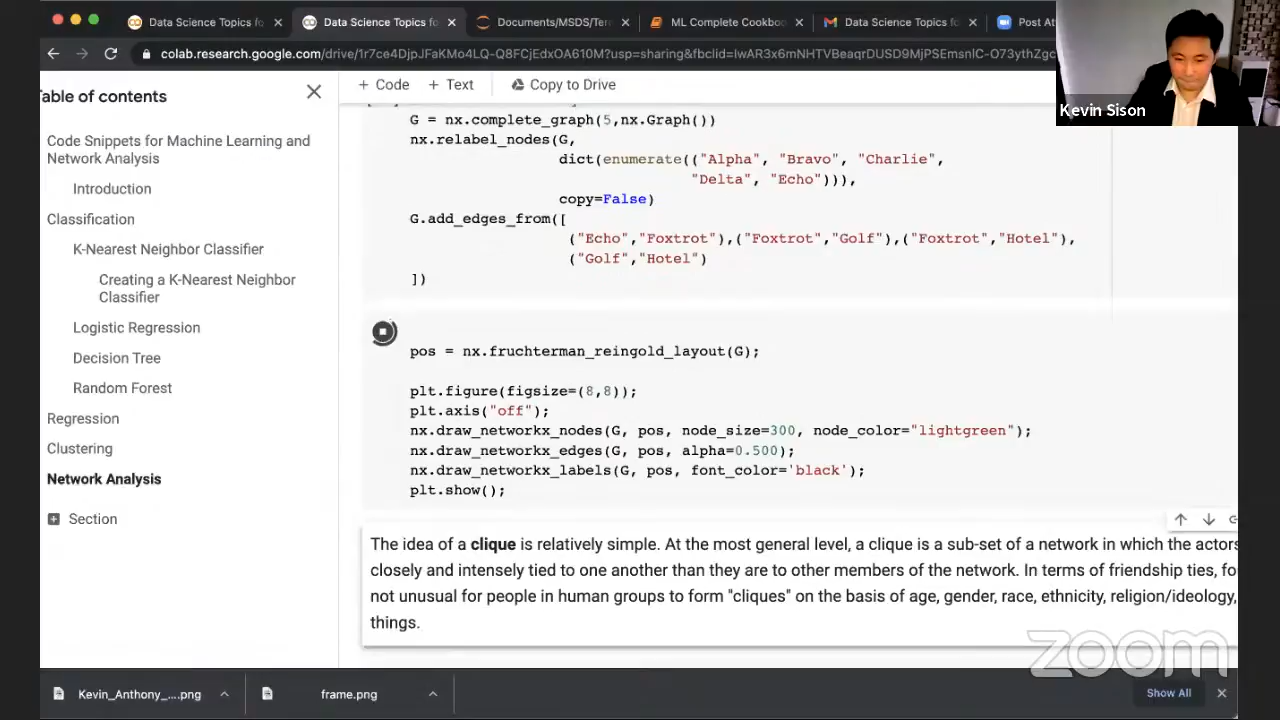 Data Science Topics fo
Data Science Topics fo
Documents/MSDS/Ter
ML Complete Cookbo
Data Science Topics fo
Post At
colab.research.google.com/drive/1r7ce4DjpJFaKMo4LQ-Q8FCjEdxOA610M?usp=sharing&fbclid=IwAR3x6mNHTVBeaqrDUSD9MjPSEmsnlC-O73ythZgc
Kevin Sison
Table of contents
+ Code + Text Copy to Drive
Code Snippets for Machine Learning and
Network Analysis
Introduction
Classification
K-Nearest Neighbor Classifier
Creating a K-Nearest Neighbor
Classifier
Logistic Regression
Decision Tree
Random Forest
Regression
Clustering
Network Analysis
Section
G = nx.complete_graph(5,nx.Graph())
nx.relabel_nodes(G,
dict(enumerate(("Alpha", "Bravo", "Charlie",
"Delta", "Echo"))),
copy=False)
G.add_edges_from([
("Echo","Foxtrot"),("Foxtrot","Golf"),("Foxtrot","Hotel"),
("Golf","Hotel")
])
pos = nx.fruchterman_reingold_layout(G);
plt.figure(figsize=(8,8));
plt.axis("off");
nx.draw_networkx_nodes(G, pos, node_size=300, node_color="lightgreen");
nx.draw_networkx_edges(G, pos, alpha=0.500);
nx.draw_networkx_labels(G, pos, font_color='black');
plt.show();
The idea of a clique is relatively simple. At the most general level, a clique is a sub-set of a network in which the actors
closely and intensely tied to one another than they are to other members of the network. In terms of friendship ties, fo
not unusual for people in human groups to form "cliques" on the basis of age, gender, race, ethnicity, religion/ideology,
things.
zoom
Kevin_Anthony_....png
frame.png
Show All